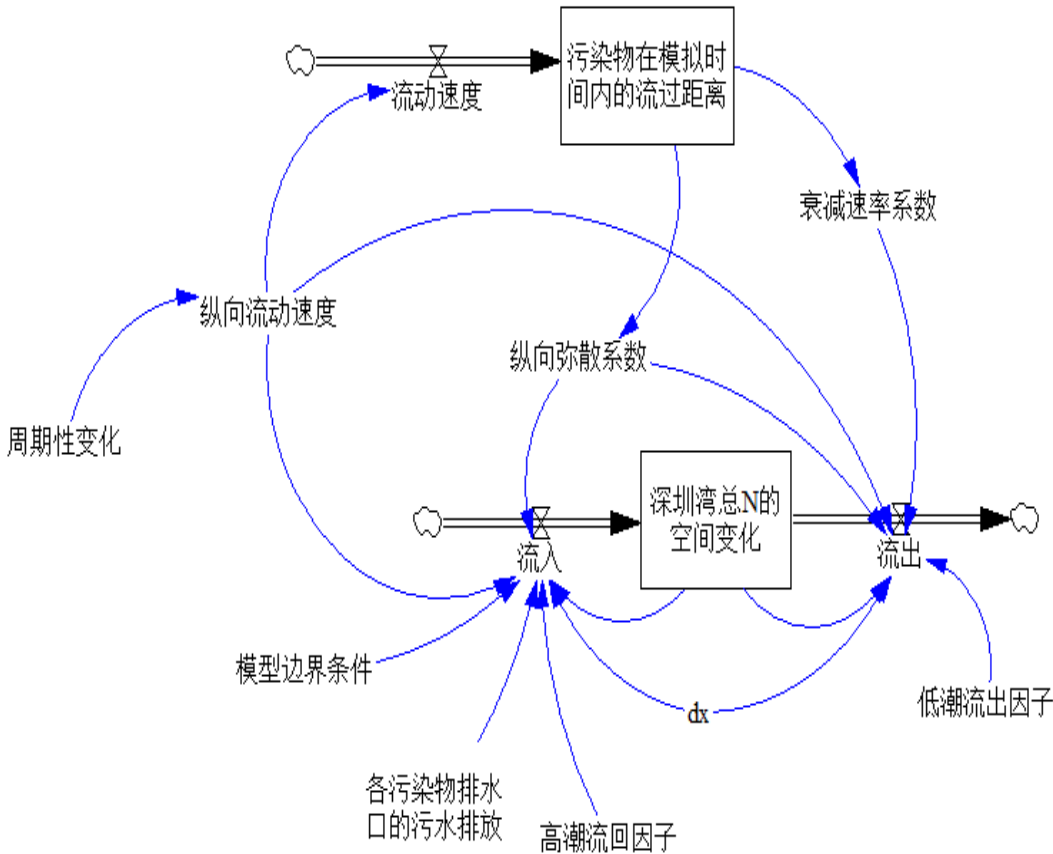 污染物在模拟时
间内的流过距离
流动速度
衰减速率系数
纵向流动速度
纵向弥散系数
周期性变化
深圳湾总N的
空间变化
流入
流出
模型边界条件
低潮流出因子
dx
各污染物排水
口的污水排放
高潮流回因子